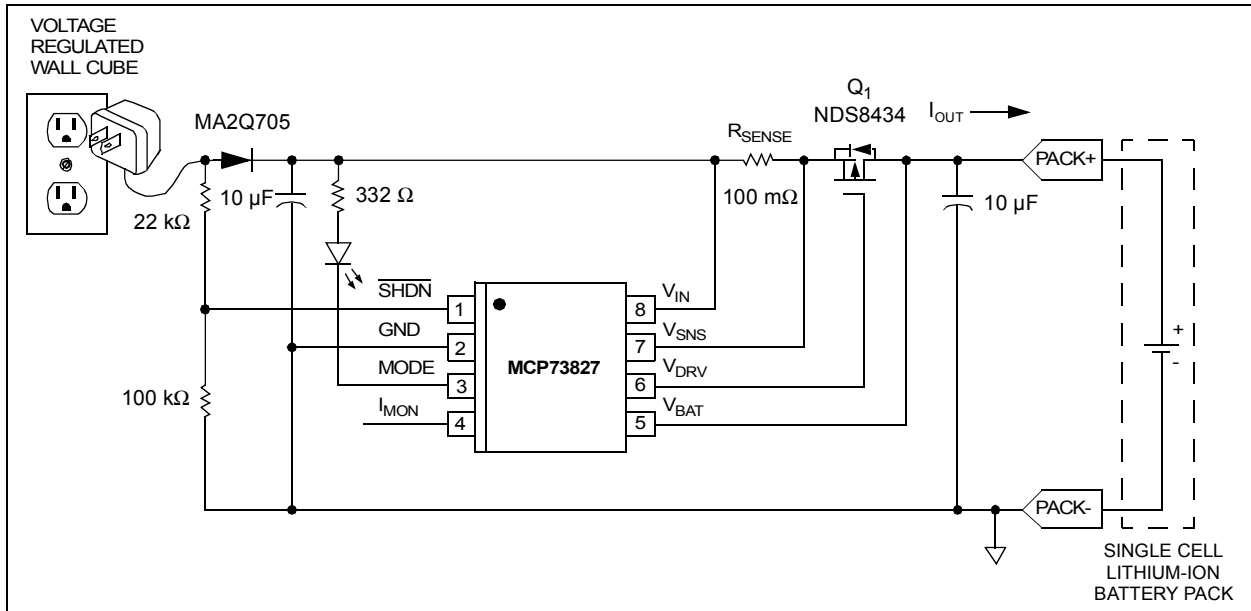 VOLTAGE
REGULATED
WALL CUBE
MA2Q705
Q1
NDS8434
IOUT
RSENSE
PACK+
10 µF
332 Ω
100 mΩ
10 µF
22 kΩ
SHDN
VIN
1
8
GND
VSNS
2
7
MCP73827
MODE
VDRV
3
6
100 kΩ
IMON
VBAT
4
5
+
-
PACK-
SINGLE CELL
LITHIUM-ION
BATTERY PACK